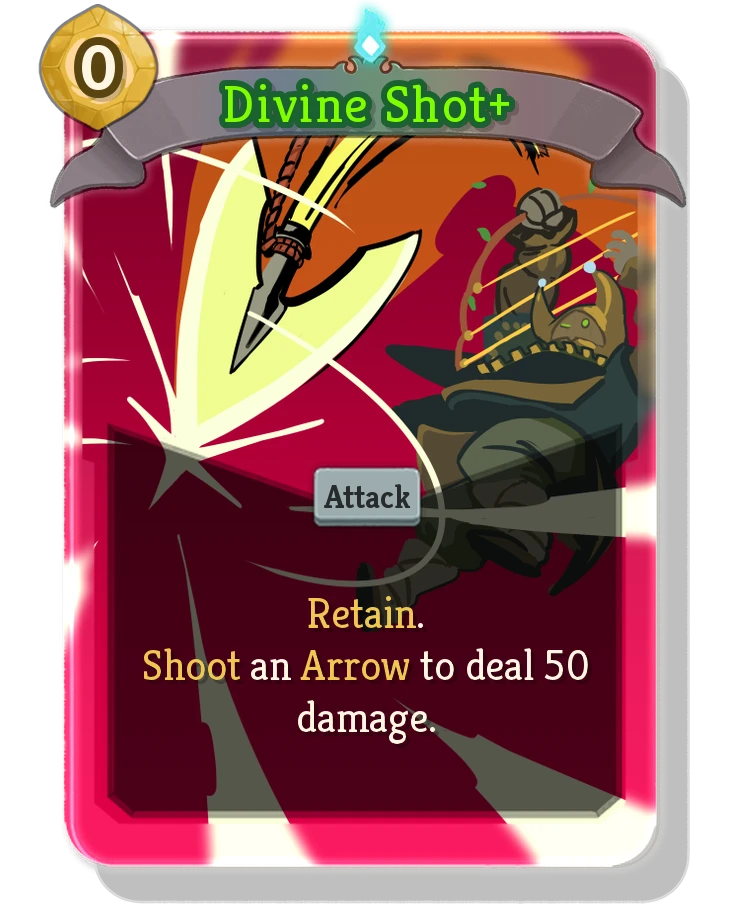 0
Divine Shot+
Attack
Retain.
Shoot an Arrow to deal 50
damage.